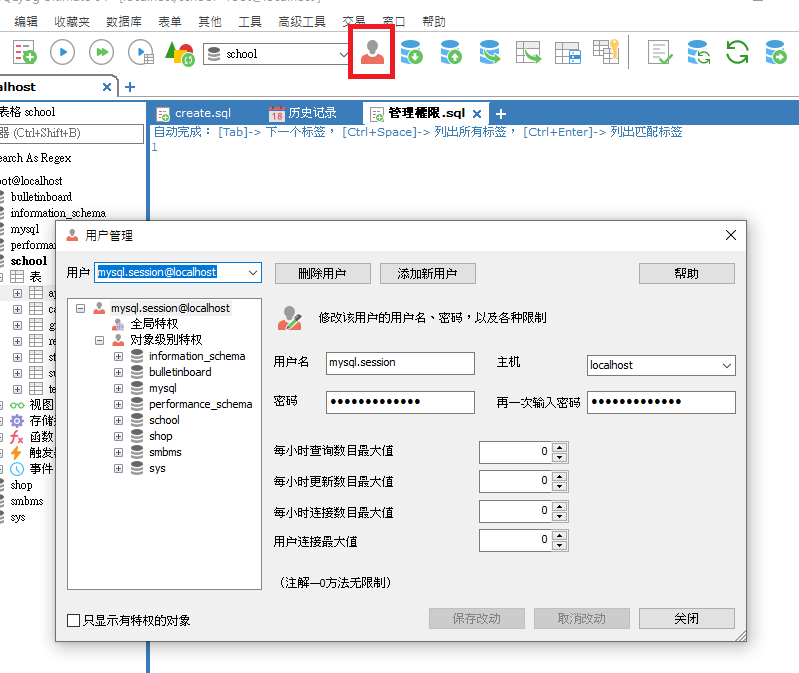 编辑 收藏夹 数据库 表单 其他 工具 高级工具 交易 窗口 帮助
school
lhost
表格 school
器 (Ctrl+Shift+B)
earch As Regex
oot@localhost
bulletinboard
information_schema
mysql
performan
school
表
视图
存储
函数
触发
事件
shop
smbms
sys
create.sql 历史记录 管理權限.sql
18
自动完成： [Tab]-> 下一个标签， [Ctrl+Space]-> 列出所有标签， [Ctrl+Enter]-> 列出匹配标签
1
用户管理
用户 mysql.session@localhost 删除用户 添加新用户 帮助
mysql.session@localhost
全局特权
对象级别特权
information_schema
bulletinboard
mysql
performance_schema
school
shop
smbms
sys
修改该用户的用户名、密码，以及各种限制
用户名 mysql.session 主机 localhost
密码 ●●●●●●●●●●●●● 再一次输入密码 ●●●●●●●●●●●●●
每小时查询数目最大值 0
每小时更新数目最大值 0
每小时连接数目最大值 0
用户连接最大值 0
（注解—0方法无限制）
只显示有特权的对象 保存改动 取消改动 关闭